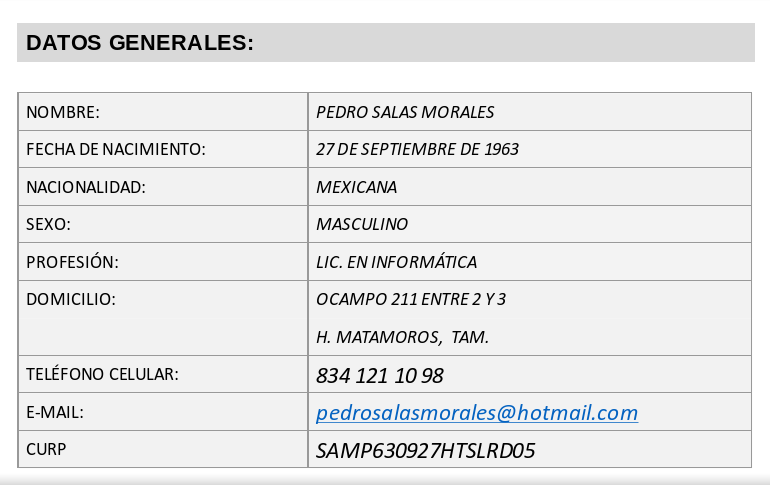 DATOS GENERALES:
NOMBRE: PEDRO SALAS MORALES
FECHA DE NACIMIENTO: 27 DE SEPTIEMBRE DE 1963
NACIONALIDAD: MEXICANA
SEXO: MASCULINO
PROFESIÓN: LIC. EN INFORMÁTICA
DOMICILIO: OCAMPO 211 ENTRE 2 Y 3
H. MATAMOROS, TAM.
TELÉFONO CELULAR: 834 121 10 98
E-MAIL: pedrosalasmorales@hotmail.com
CURP SAMP630927HTSLRD05